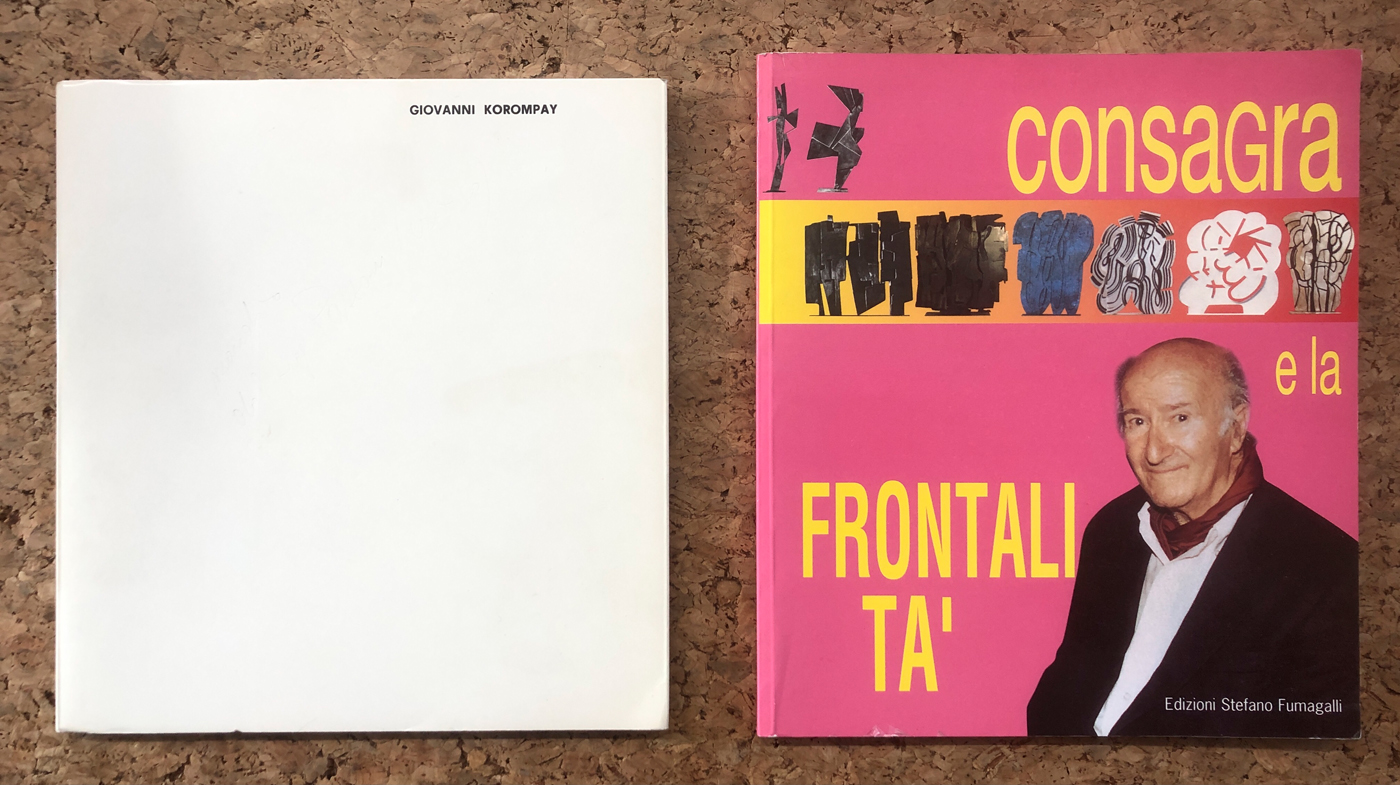 GIOVANNI KOROMPAY
consaGra
e la
FRONTALI
TA'
Edizioni Stefano Fumagalli